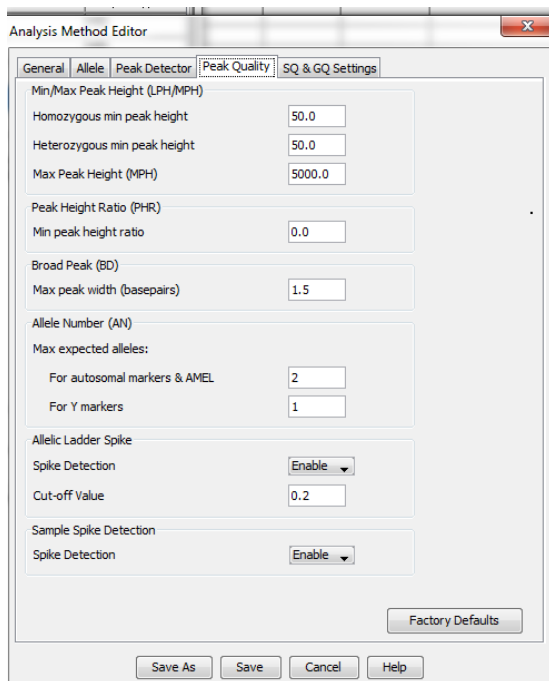 Analysis Method Editor
General Allele Peak Detector Peak Quality SQ & GQ Settings
Min/Max Peak Height (LPH/MPH)
Homozygous min peak height 50.0
Heterozygous min peak height 50.0
Max Peak Height (MPH) 5000.0
Peak Height Ratio (PHR)
Min peak height ratio 0.0
Broad Peak (BD)
Max peak width (basepairs) 1.5
Allele Number (AN)
Max expected alleles:
For autosomal markers & AMEL 2
For Y markers 1
Allelic Ladder Spike
Spike Detection Enable
Cut-off Value 0.2
Sample Spike Detection
Spike Detection Enable
Factory Defaults
Save As Save Cancel Help